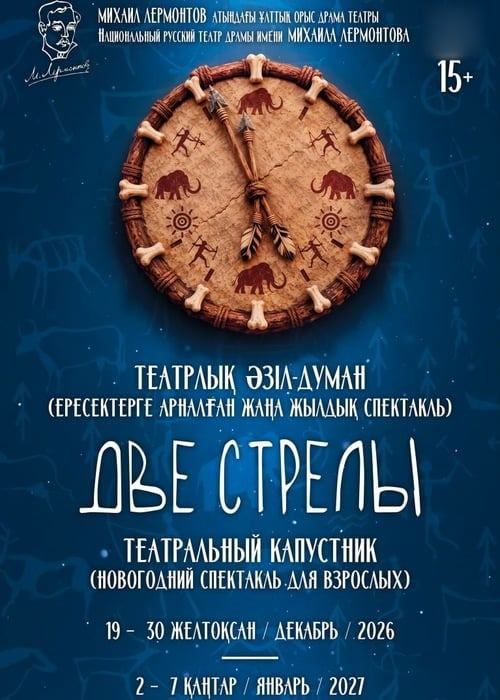 МИХАИЛ ЛЕРМОНТОВ АТЫНДАҒЫ ҰЛТТЫҚ ОРЫС ДРАМА ТЕАТРЫ
НАЦИОНАЛЬНЫЙ РУССКИЙ ТЕАТР ДРАМЫ ИМЕНИ МИХАИЛА ЛЕРМОНТОВА
М. Лермонтов
15+
ТЕАТРЛЫҚ ӘЗІЛ-ДУМАН
(ЕРЕСЕКТЕРГЕ АРНАЛҒАН ЖАҢА ЖЫЛДЫҚ СПЕКТАКЛЬ)
ДВЕ СТРЕЛЫ
ТЕАТРАЛЬНЫЙ КАПУСТНИК
(НОВОГОДНИЙ СПЕКТАКЛЬ ДЛЯ ВЗРОСЛЫХ)
19 – 30 ЖЕЛТОҚСАН / ДЕКАБРЬ / 2026
2 – 7 ҚАҢТАР / ЯНВАРЬ / 2027